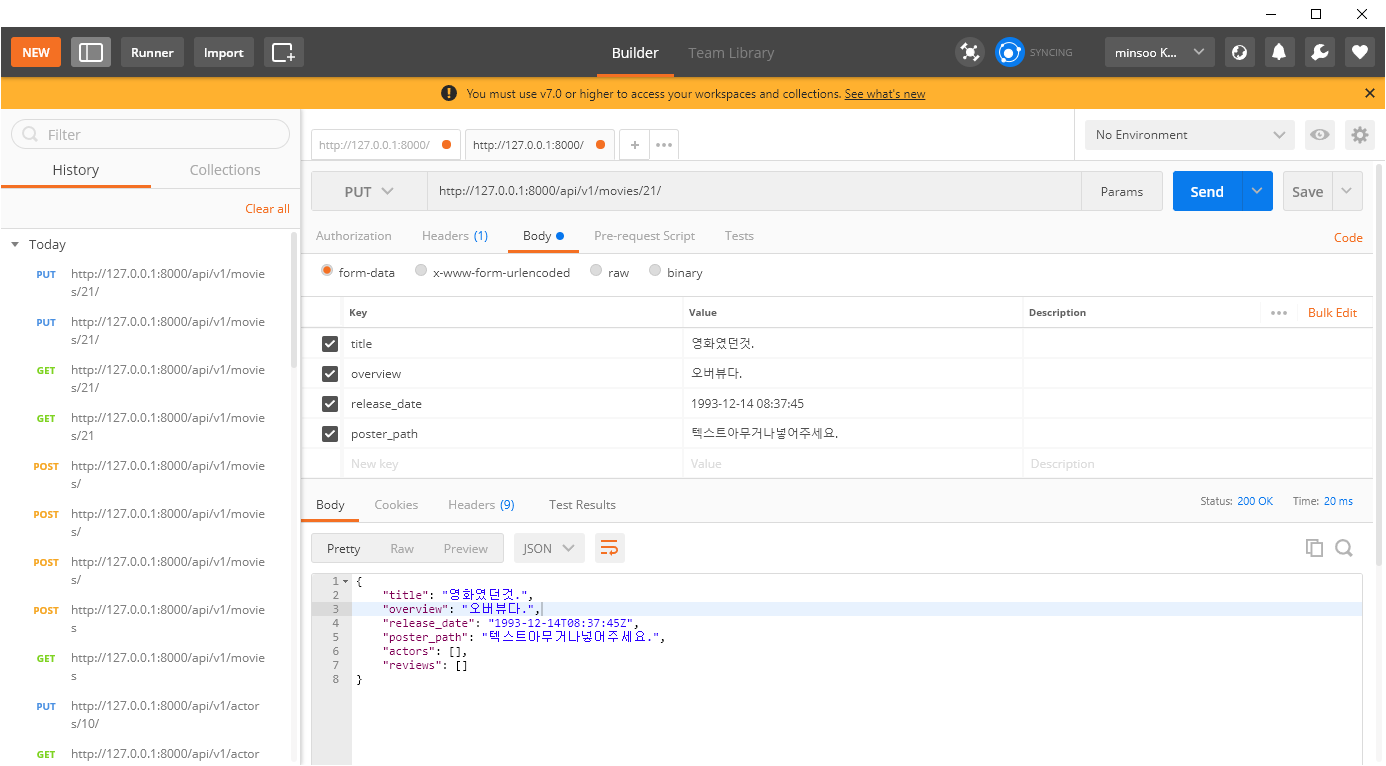 NEW Runner Import Builder Team Library SYNCING minsoo K...
You must use v7.0 or higher to access your workspaces and collections. See what's new
Filter
History Collections
Clear all
Today
PUT http://127.0.0.1:8000/api/v1/movie
s/21/
PUT http://127.0.0.1:8000/api/v1/movie
s/21/
GET http://127.0.0.1:8000/api/v1/movie
s/21/
GET http://127.0.0.1:8000/api/v1/movie
s/21
POST http://127.0.0.1:8000/api/v1/movie
s/
POST http://127.0.0.1:8000/api/v1/movie
s/
POST http://127.0.0.1:8000/api/v1/movie
s/
POST http://127.0.0.1:8000/api/v1/movie
s
GET http://127.0.0.1:8000/api/v1/movie
s
PUT http://127.0.0.1:8000/api/v1/actor
s/10/
GET http://127.0.0.1:8000/api/v1/actor
http://127.0.0.1:8000/ http://127.0.0.1:8000/ + ••• No Environment
PUT http://127.0.0.1:8000/api/v1/movies/21/ Params Send Save
Authorization Headers (1) Body Pre-request Script Tests Code
form-data x-www-form-urlencoded raw binary
Key Value Description ••• Bulk Edit
title 영화였던것.
overview 오버뷰다.
release_date 1993-12-14 08:37:45
poster_path 텍스트아무거나넣어주세요.
New key Value Description
Body Cookies Headers (9) Test Results Status: 200 OK Time: 20 ms
Pretty Raw Preview JSON
1 {
2 "title": "영화였던것.",
3 "overview": "오버뷰다.",
4 "release_date": "1993-12-14T08:37:45Z",
5 "poster_path": "텍스트아무거나넣어주세요.",
6 "actors": [],
7 "reviews": []
8 }